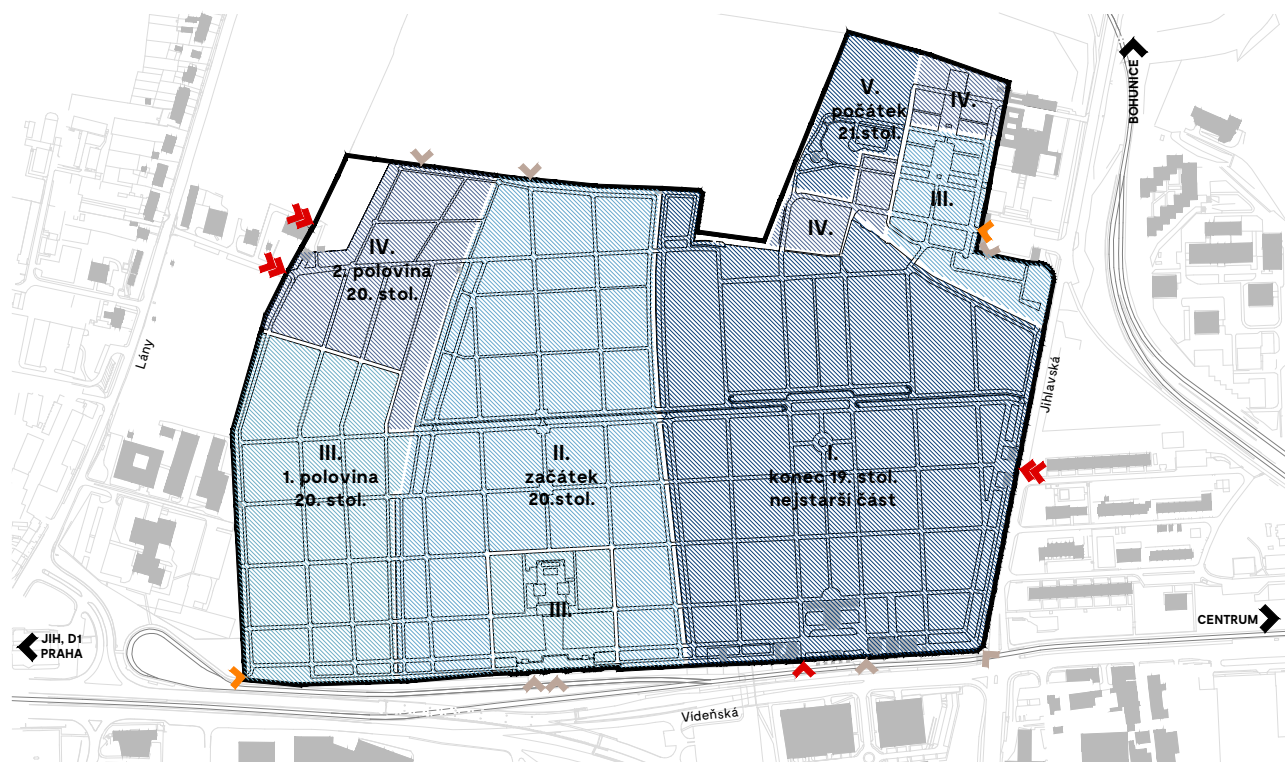 V.
počátek
21.stol.
IV.
BOHUNICE
III.
IV.
IV.
2. polovina
20. stol.
Lány
Jihlavská
III.
1. polovina
20. stol.
II.
začátek
20.stol.
I.
konec 19. stol.
nejstarši část
III.
JIH, D1
PRAHA
CENTRUM
Vídeňská